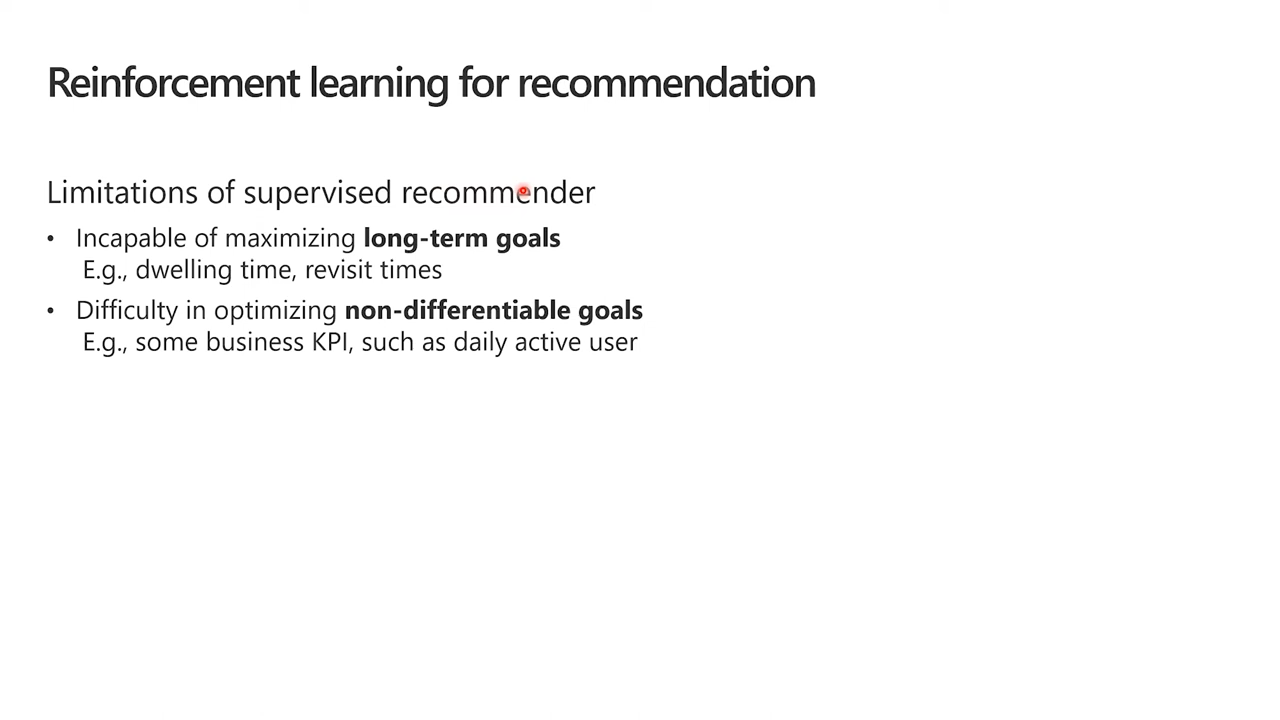 Reinforcement learning for recommendation
Limitations of supervised recommender
• Incapable of maximizing long-term goals
E.g., dwelling time, revisit times
• Difficulty in optimizing non-differentiable goals
E.g., some business KPI, such as daily active user